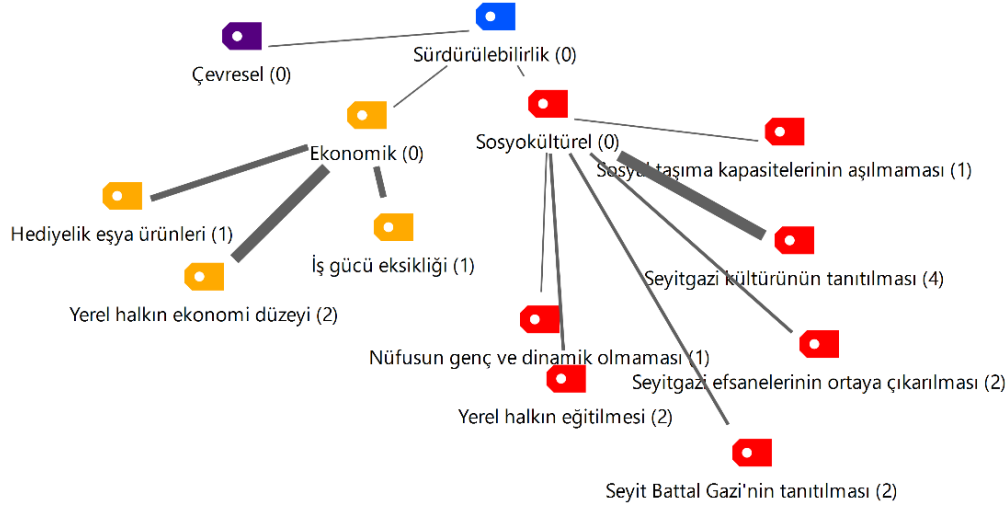 Sürdürülebilirlik (0)
Çevresel (0)
Ekonomik (0)
Sosyokültürel (0)
Sosyal taşıma kapasitelerinin aşılmaması (1)
Hediyelik eşya ürünleri (1)
İş gücü eksikliği (1)
Seyitgazi kültürünün tanıtılması (4)
Yerel halkın ekonomi düzeyi (2)
Nüfusun genç ve dinamik olmaması (1)
Seyitgazi efsanelerinin ortaya çıkarılması (2)
Yerel halkın eğitilmesi (2)
Seyit Battal Gazi'nin tanıtılması (2)